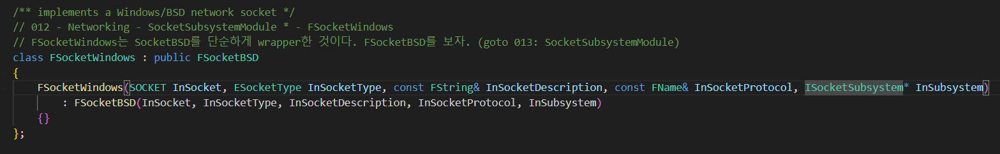 /** implements a Windows/BSD network socket */
// 012 - Networking - SocketSubsystemModule * - FSocketWindows
// FSocketWindows는 SocketBSD를 단순하게 wrapper한 것이다. FSocketBSD를 보자. (goto 013: SocketSubsystemModule)
class FSocketWindows : public FSocketBSD
{
FSocketWindows(SOCKET InSocket, ESocketType InSocketType, const FString& InSocketDescription, const FName& InSocketProtocol, ISocketSubsystem* InSubsystem)
: FSocketBSD(InSocket, InSocketType, InSocketDescription, InSocketProtocol, InSubsystem)
{}
};